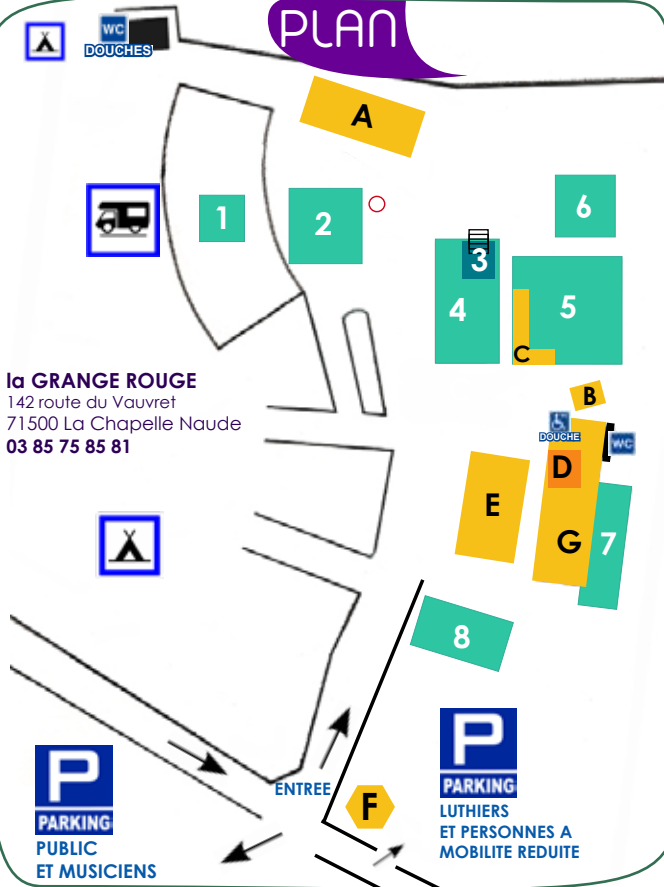 PLAN
WC
DOUCHES
A
1
2
6
3
4
5
C
la GRANGE ROUGE
142 route du Vauvret
71500 La Chapelle Naude
03 85 75 85 81
B
DOUCHE
WC
D
E
G
7
8
P
PARKING
PUBLIC
ET MUSICIENS
ENTREE
F
P
PARKING
LUTHIERS
ET PERSONNES A
MOBILITE REDUITE